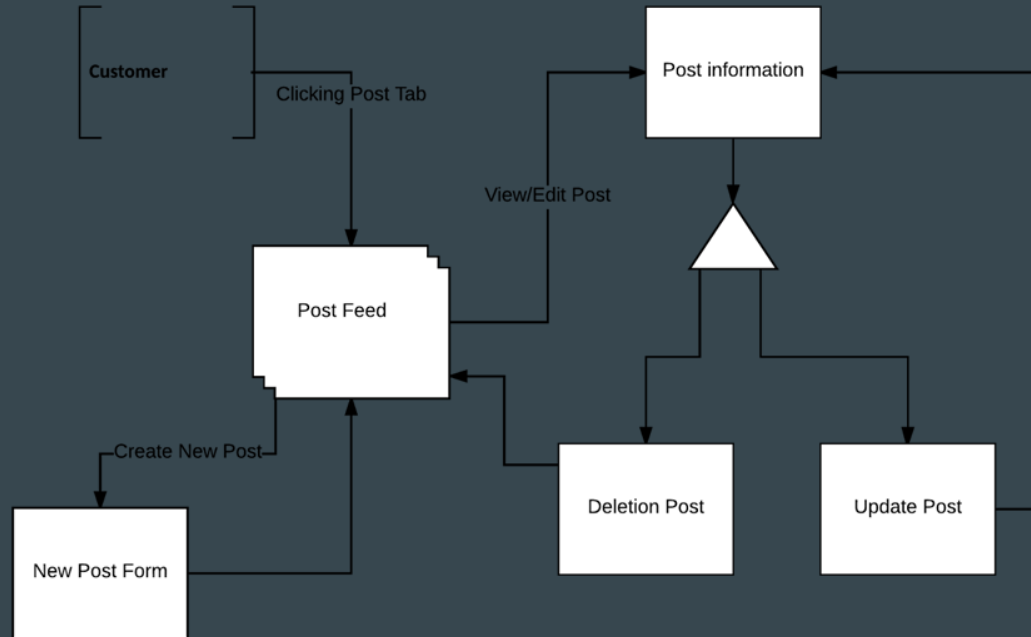 Customer
Clicking Post Tab
Post information
View/Edit Post
Post Feed
Create New Post
Deletion Post
Update Post
New Post Form